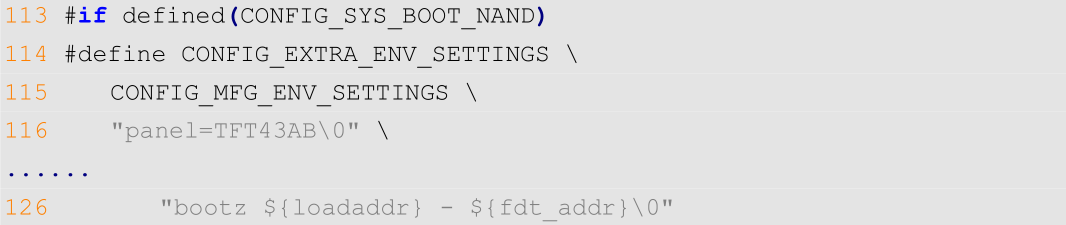 113 #if defined(CONFIG_SYS_BOOT_NAND)
114 #define CONFIG_EXTRA_ENV_SETTINGS \
115    CONFIG_MFG_ENV_SETTINGS \
116    "panel=TFT43AB\0" \
......
126       "bootz ${loadaddr} - ${fdt_addr}\0"